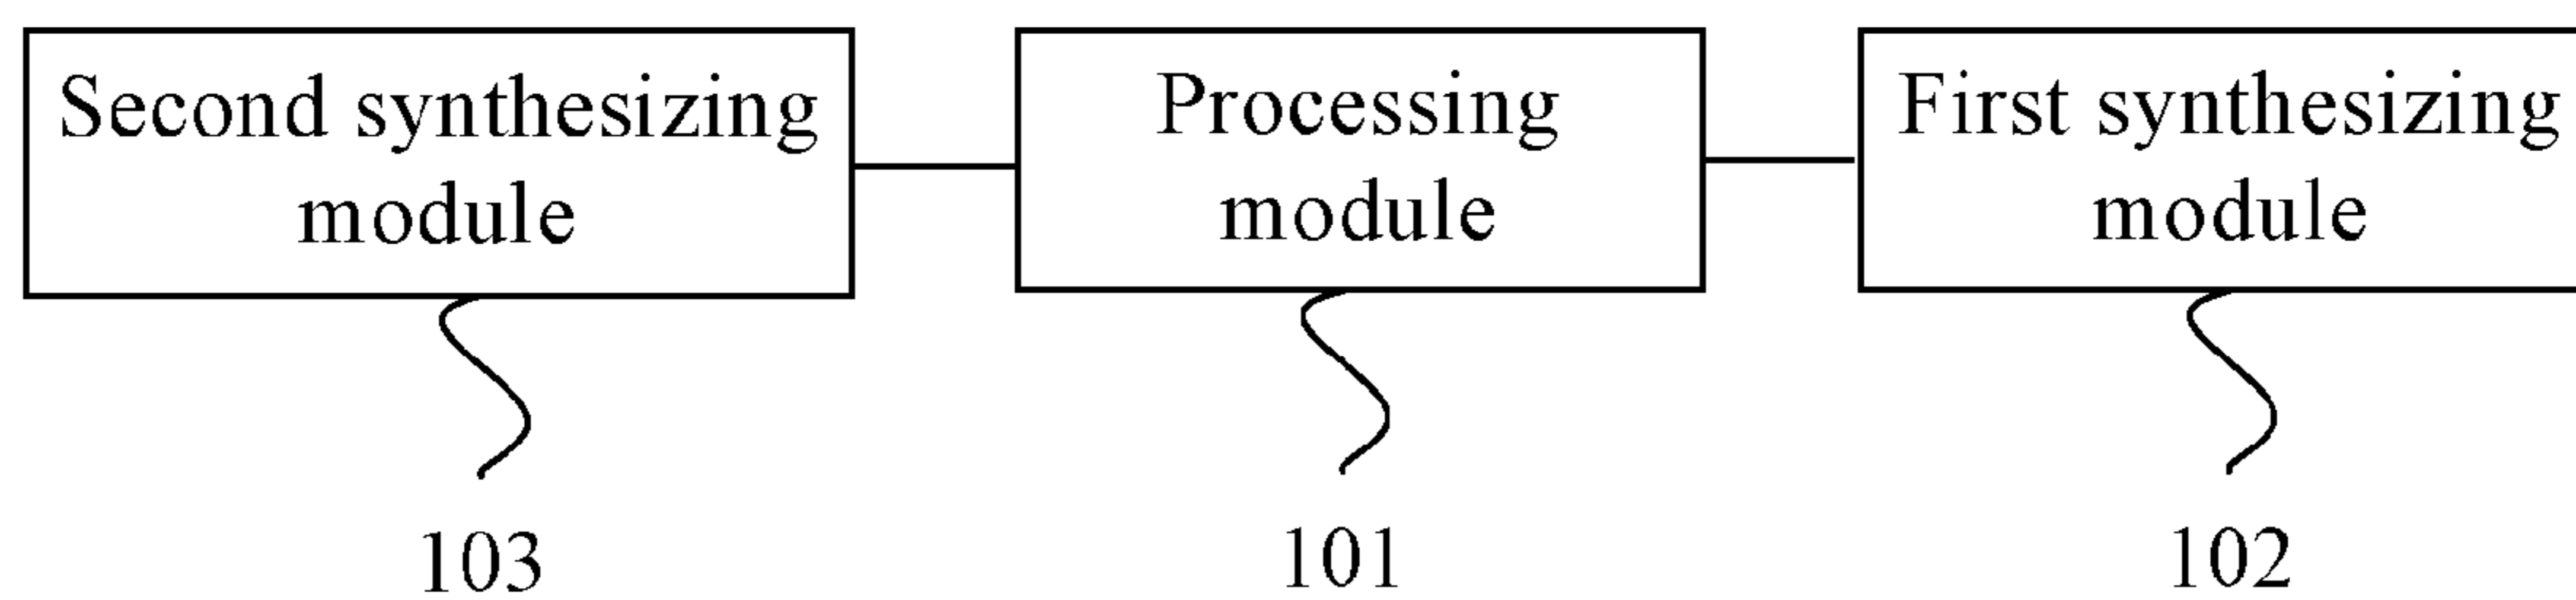 Second synthesizing
module
Processing
module
First synthesizing
module
103
101
102